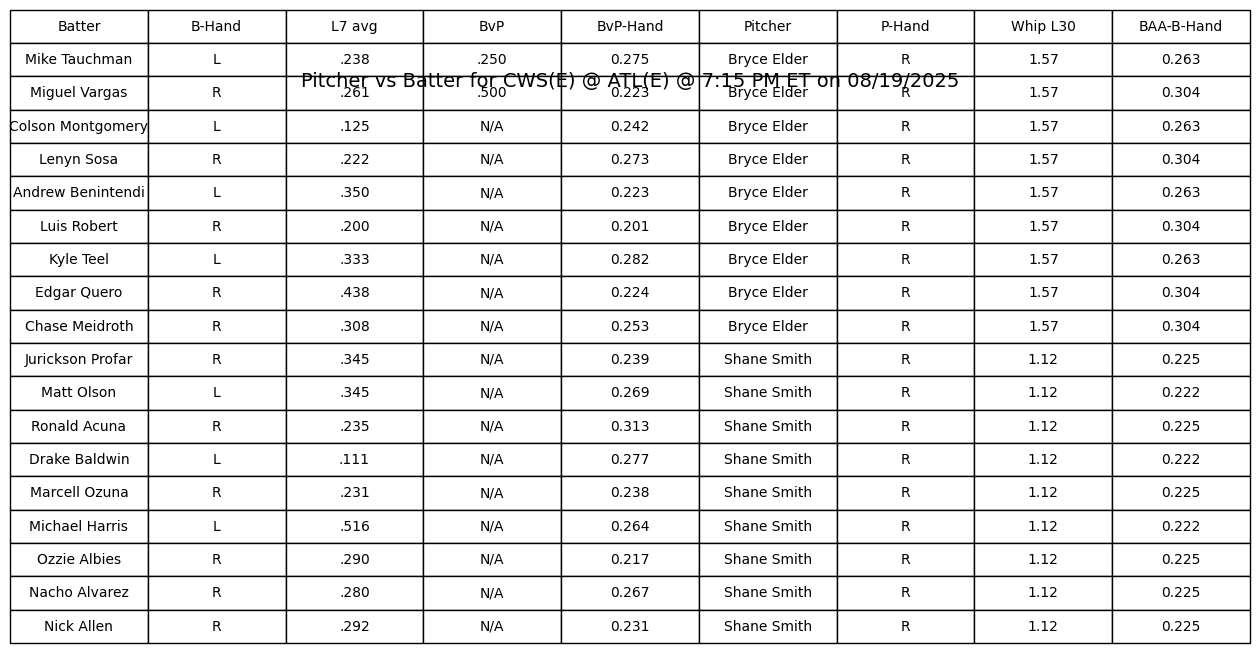 Batter B-Hand L7 avg BvP BvP-Hand Pitcher P-Hand Whip L30 BAA-B-Hand
Mike Tauchman L .238 .250 0.275 Bryce Elder R 1.57 0.263
Pitcher vs Batter for CWS(E) @ ATL(E) @ 7:15 PM ET on 08/19/2025
Miguel Vargas R .261 .500 0.223 Bryce Elder R 1.57 0.304
Colson Montgomery L .125 N/A 0.242 Bryce Elder R 1.57 0.263
Lenyn Sosa R .222 N/A 0.273 Bryce Elder R 1.57 0.304
Andrew Benintendi L .350 N/A 0.223 Bryce Elder R 1.57 0.263
Luis Robert R .200 N/A 0.201 Bryce Elder R 1.57 0.304
Kyle Teel L .333 N/A 0.282 Bryce Elder R 1.57 0.263
Edgar Quero R .438 N/A 0.224 Bryce Elder R 1.57 0.304
Chase Meidroth R .308 N/A 0.253 Bryce Elder R 1.57 0.304
Jurickson Profar R .345 N/A 0.239 Shane Smith R 1.12 0.225
Matt Olson L .345 N/A 0.269 Shane Smith R 1.12 0.222
Ronald Acuna R .235 N/A 0.313 Shane Smith R 1.12 0.225
Drake Baldwin L .111 N/A 0.277 Shane Smith R 1.12 0.222
Marcell Ozuna R .231 N/A 0.238 Shane Smith R 1.12 0.225
Michael Harris L .516 N/A 0.264 Shane Smith R 1.12 0.222
Ozzie Albies R .290 N/A 0.217 Shane Smith R 1.12 0.225
Nacho Alvarez R .280 N/A 0.267 Shane Smith R 1.12 0.225
Nick Allen R .292 N/A 0.231 Shane Smith R 1.12 0.225